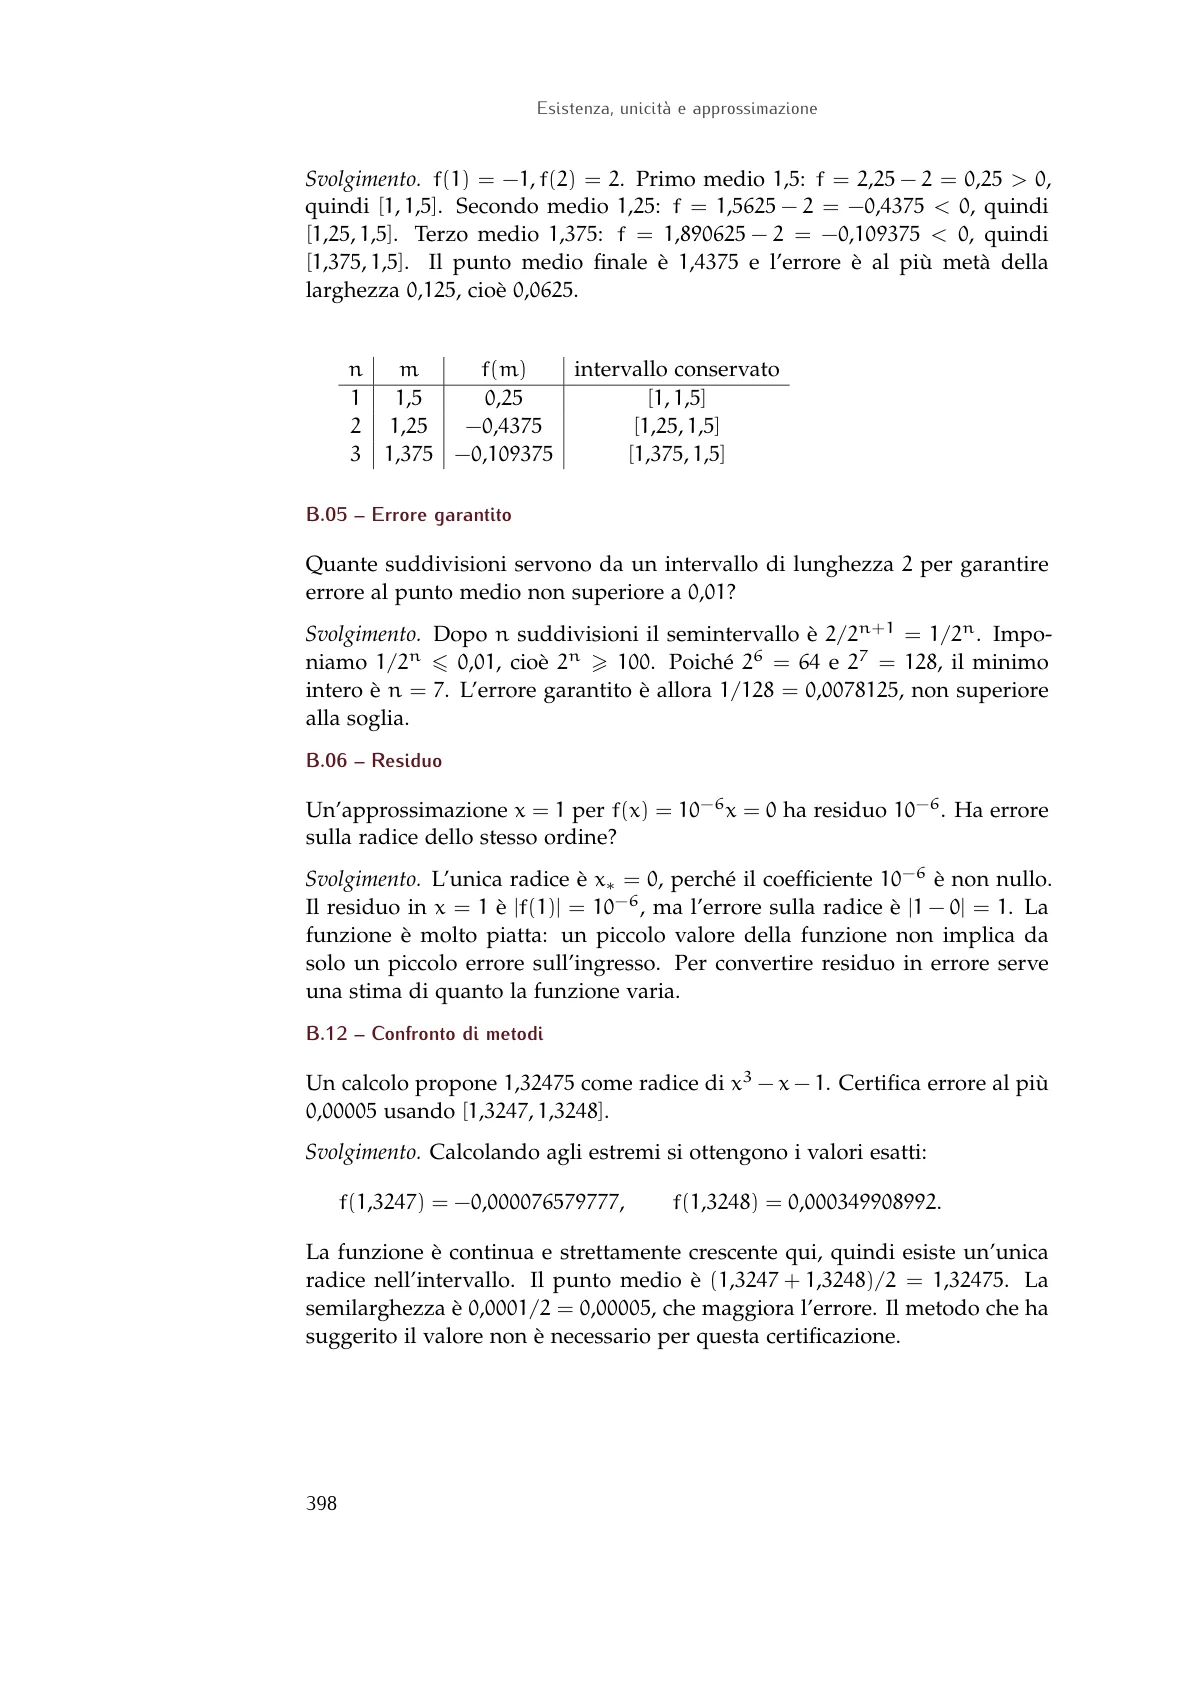 Esistenza, unicità e approssimazione
Svolgimento. f(1) = −1, f(2) = 2. Primo medio 1,5: f = 2,25 − 2 = 0,25 > 0,
quindi [1, 1,5]. Secondo medio 1,25: f = 1,5625 − 2 = −0,4375 < 0, quindi
[1,25, 1,5]. Terzo medio 1,375: f = 1,890625 − 2 = −0,109375 < 0, quindi
[1,375, 1,5]. Il punto medio finale è 1,4375 e l'errore è al più metà della
larghezza 0,125, cioè 0,0625.
n m f(m) intervallo conservato
1 1,5 0,25 [1, 1,5]
2 1,25 −0,4375 [1,25, 1,5]
3 1,375 −0,109375 [1,375, 1,5]
B.05 – Errore garantito
Quante suddivisioni servono da un intervallo di lunghezza 2 per garantire
errore al punto medio non superiore a 0,01?
Svolgimento. Dopo n suddivisioni il semintervallo è 2/2ⁿ⁺¹ = 1/2ⁿ. Impo-
niamo 1/2ⁿ ⩽ 0,01, cioè 2ⁿ ⩾ 100. Poiché 2⁶ = 64 e 2⁷ = 128, il minimo
intero è n = 7. L'errore garantito è allora 1/128 = 0,0078125, non superiore
alla soglia.
B.06 – Residuo
Un'approssimazione x = 1 per f(x) = 10⁻⁶x = 0 ha residuo 10⁻⁶. Ha errore
sulla radice dello stesso ordine?
Svolgimento. L'unica radice è x∗ = 0, perché il coefficiente 10⁻⁶ è non nullo.
Il residuo in x = 1 è |f(1)| = 10⁻⁶, ma l'errore sulla radice è |1 − 0| = 1. La
funzione è molto piatta: un piccolo valore della funzione non implica da
solo un piccolo errore sull'ingresso. Per convertire residuo in errore serve
una stima di quanto la funzione varia.
B.12 – Confronto di metodi
Un calcolo propone 1,32475 come radice di x³ − x − 1. Certifica errore al più
0,00005 usando [1,3247, 1,3248].
Svolgimento. Calcolando agli estremi si ottengono i valori esatti:
f(1,3247) = −0,000076579777, f(1,3248) = 0,000349908992.
La funzione è continua e strettamente crescente qui, quindi esiste un'unica
radice nell'intervallo. Il punto medio è (1,3247 + 1,3248)/2 = 1,32475. La
semilarghezza è 0,0001/2 = 0,00005, che maggiora l'errore. Il metodo che ha
suggerito il valore non è necessario per questa certificazione.
398